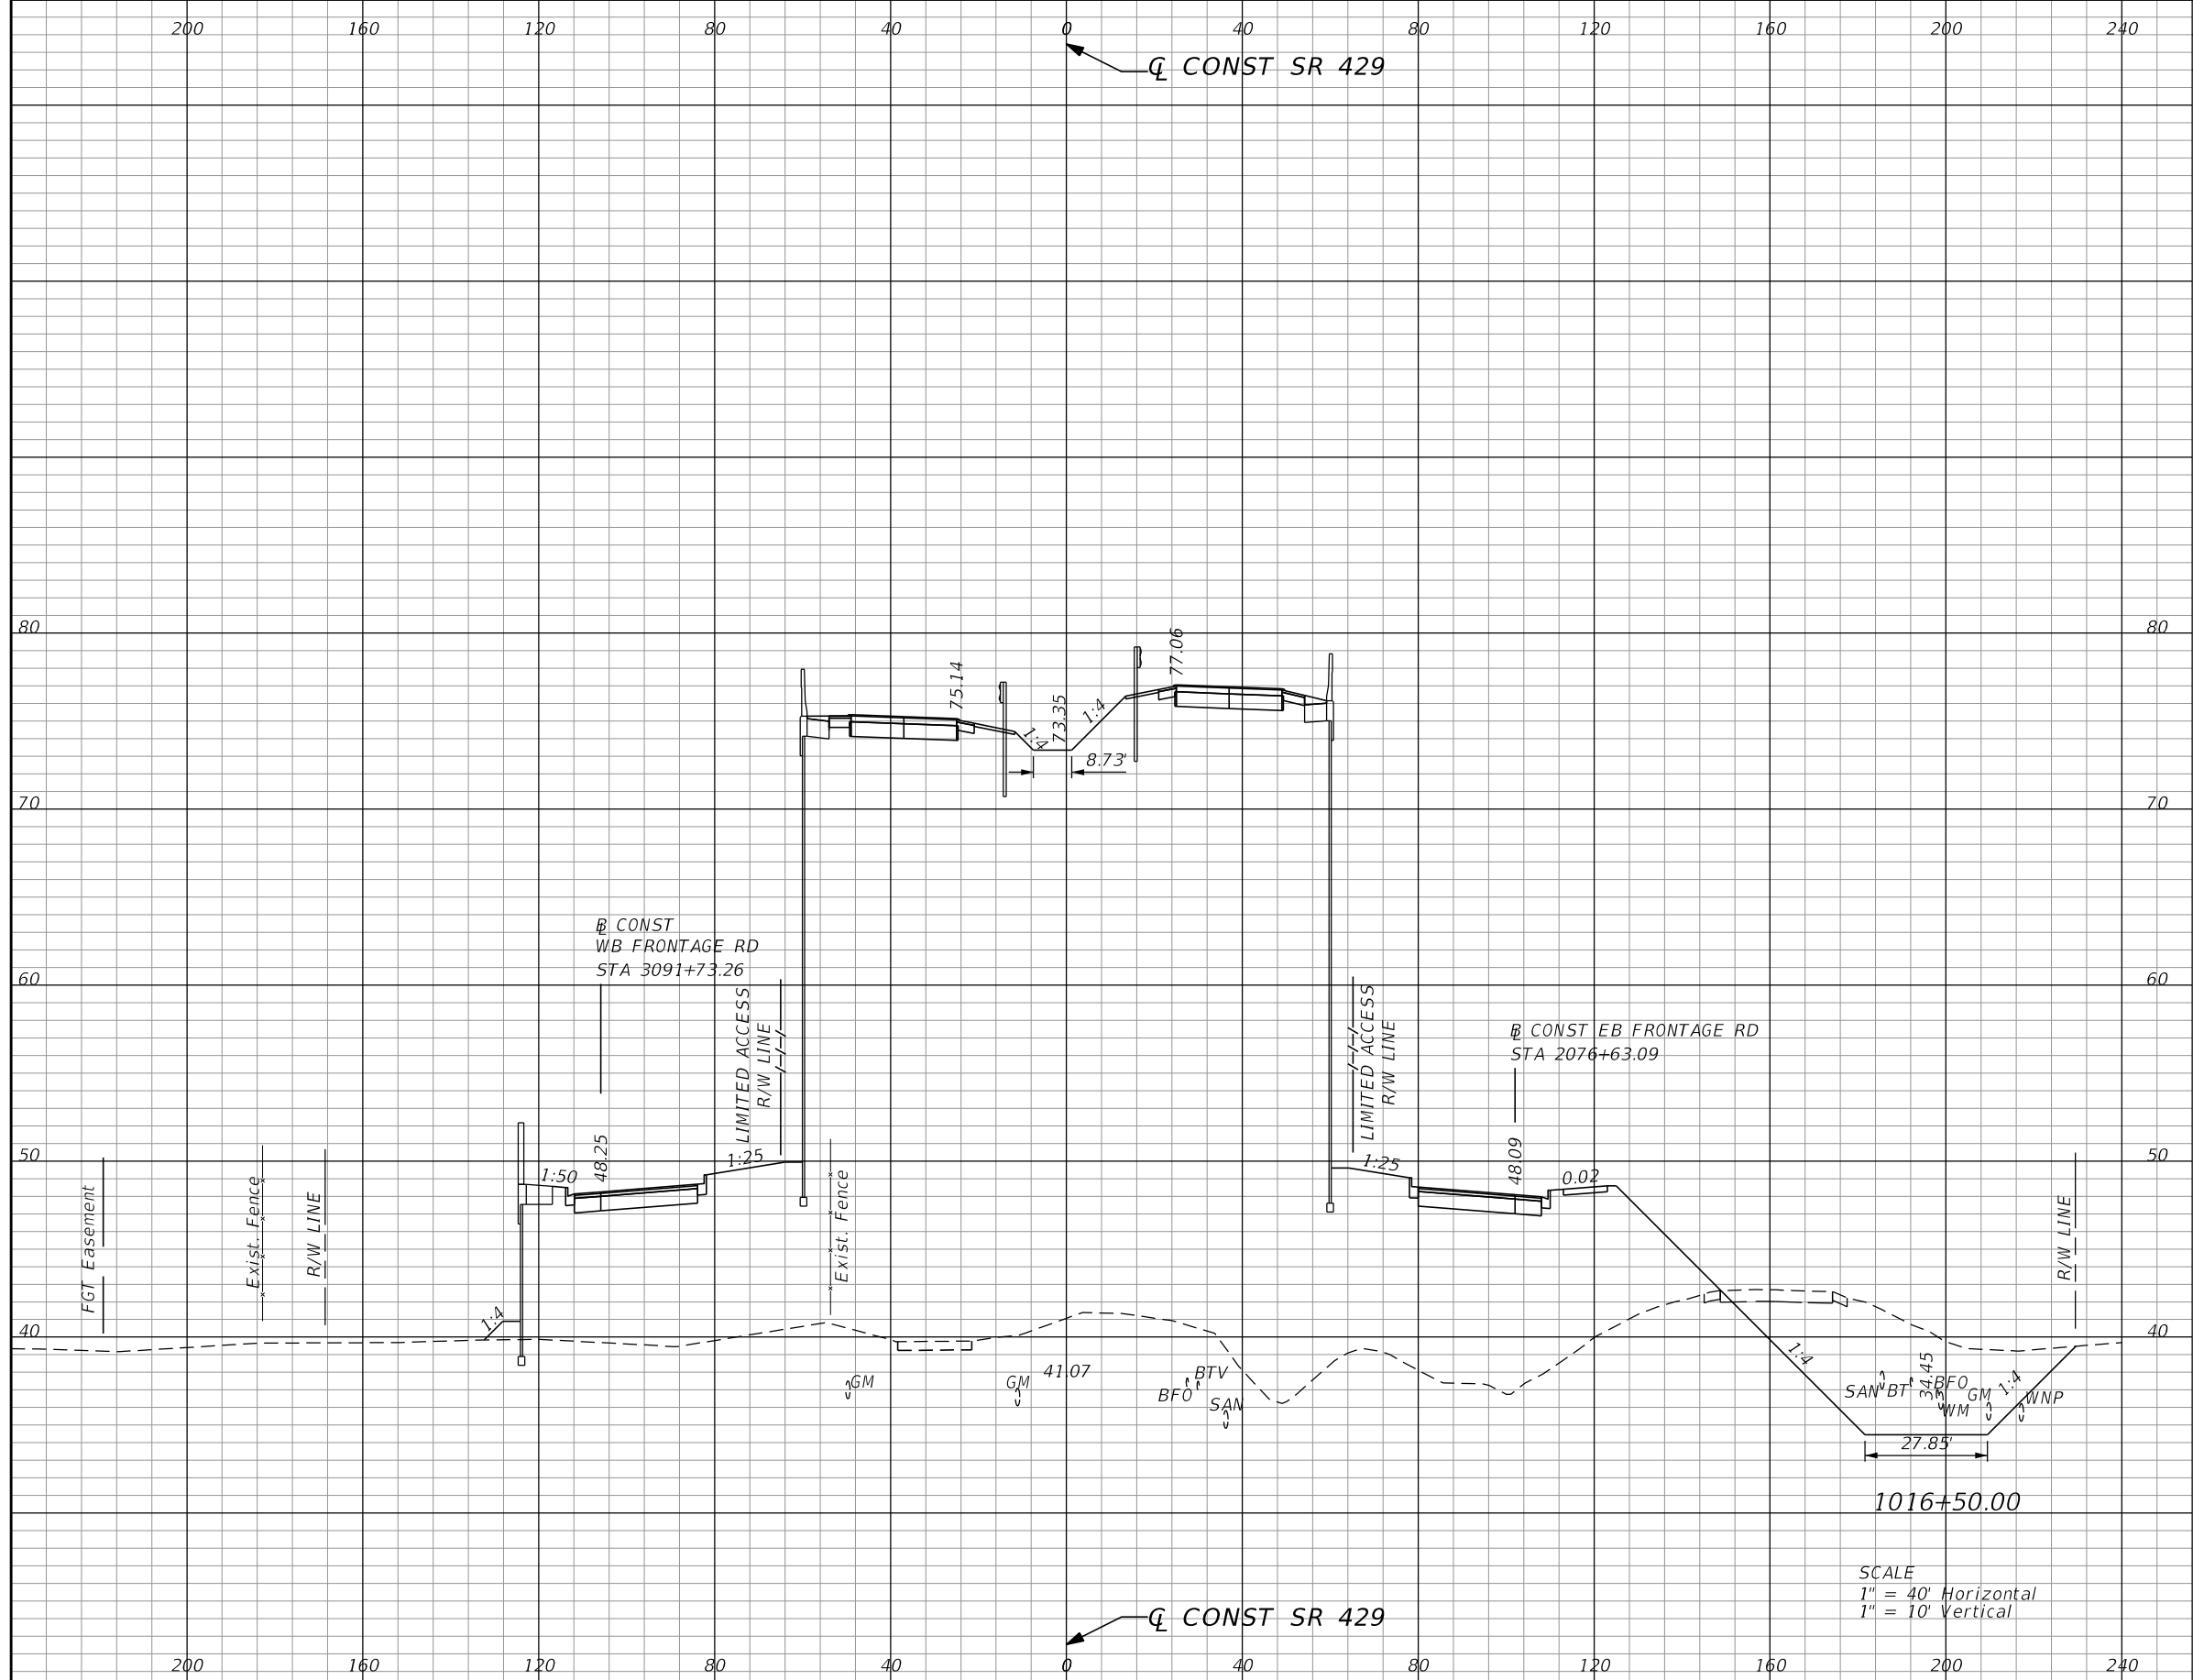 200 160 120 80 40 0 40 80 120 160 200 240
℄ CONST SR 429
80 80
77.06
75.14
73.35
1:4
1:4
8.73'
70 70
B̵L CONST
WB FRONTAGE RD
STA 3091+73.26
60 60
LIMITED ACCESS
R/W LINE
LIMITED ACCESS
R/W LINE
BL CONST EB FRONTAGE RD
STA 2076+63.09
50 50
1:50
48.25
1:25
1:25
48.09
0.02
FGT Easement
Exist. Fence
R/W LINE
Exist. Fence
R/W LINE
40 40
1:4
GM
GM
41.07
BFO
BTV
SAN
1:4
SAN
BT
34.45
BFO
WM
GM
1:4
WNP
27.85'
1016+50.00
SCALE
1" = 40' Horizontal
1" = 10' Vertical
℄ CONST SR 429
200 160 120 80 40 0 40 80 120 160 200 240